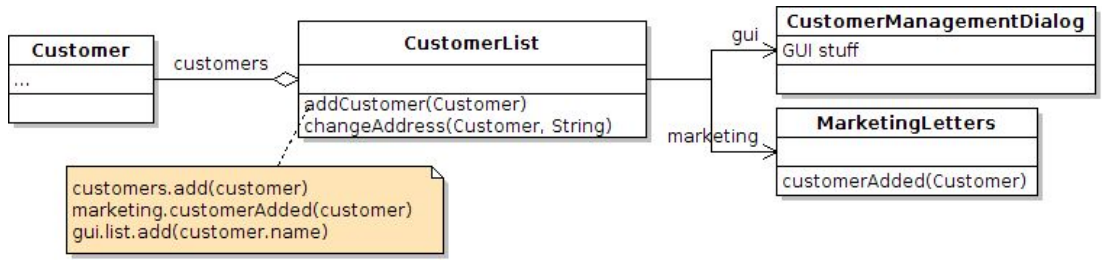 Customer
...
customers
CustomerList
addCustomer(Customer)
changeAddress(Customer, String)
customers.add(customer)
marketing.customerAdded(customer)
gui.list.add(customer.name)
gui
CustomerManagementDialog
GUI stuff
marketing
MarketingLetters
customerAdded(Customer)